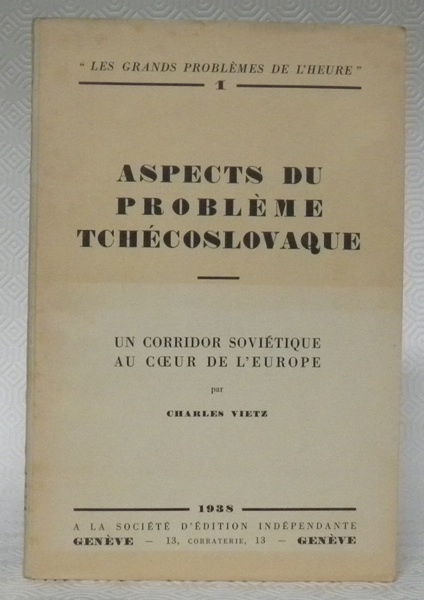 " LES GRANDS PROBLÈMES DE L'HEURE "
1
ASPECTS DU
PROBLÈME
TCHÉCOSLOVAQUE
UN CORRIDOR SOVIÉTIQUE
AU CŒUR DE L'EUROPE
par
CHARLES VIETZ
1938
A LA SOCIÉTÉ D'ÉDITION INDÉPENDANTE
GENÈVE — 13, CORRATERIE, 13 — GENÈVE